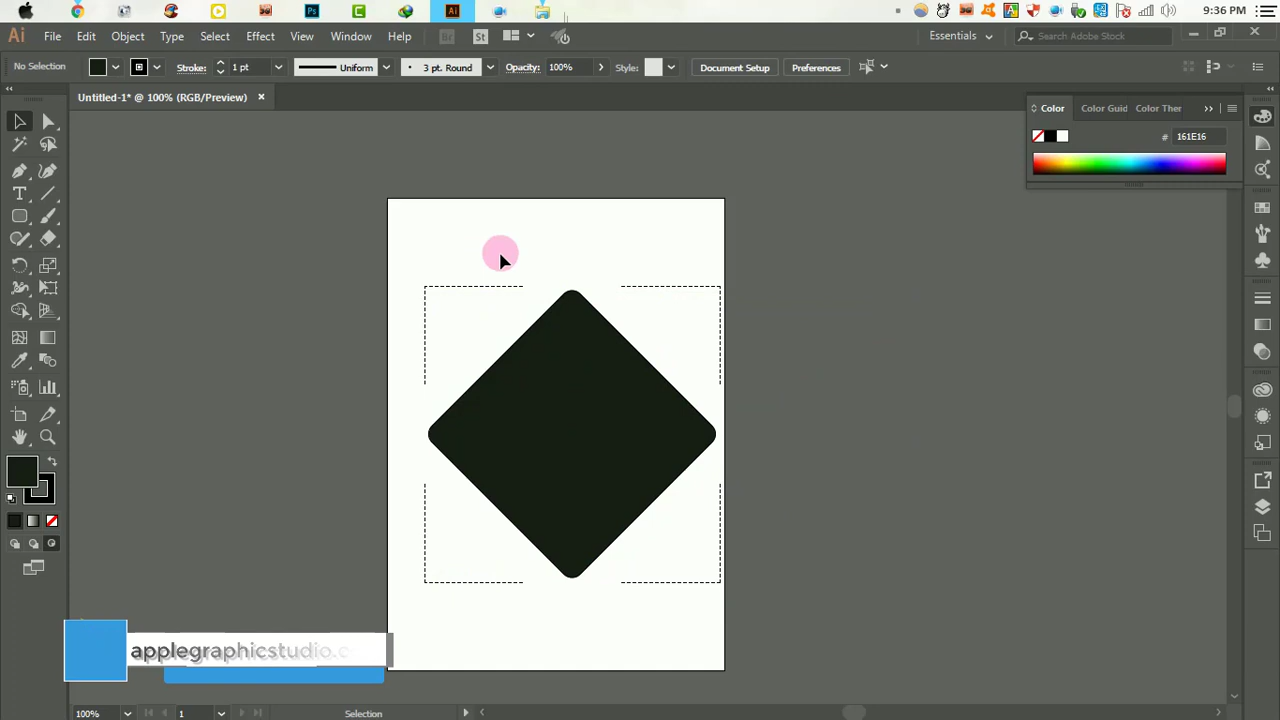 9:36 PM
Ai File Edit Object Type Select Effect View Window Help Br St Essentials Search Adobe Stock
No Selection Stroke: 1 pt Uniform 3 pt. Round Opacity: 100% Style: Document Setup Preferences
Untitled-1* @ 100% (RGB/Preview)
Color Color Guid Color Ther
# 161E16
applegraphicstudio.c
100% 1 Selection